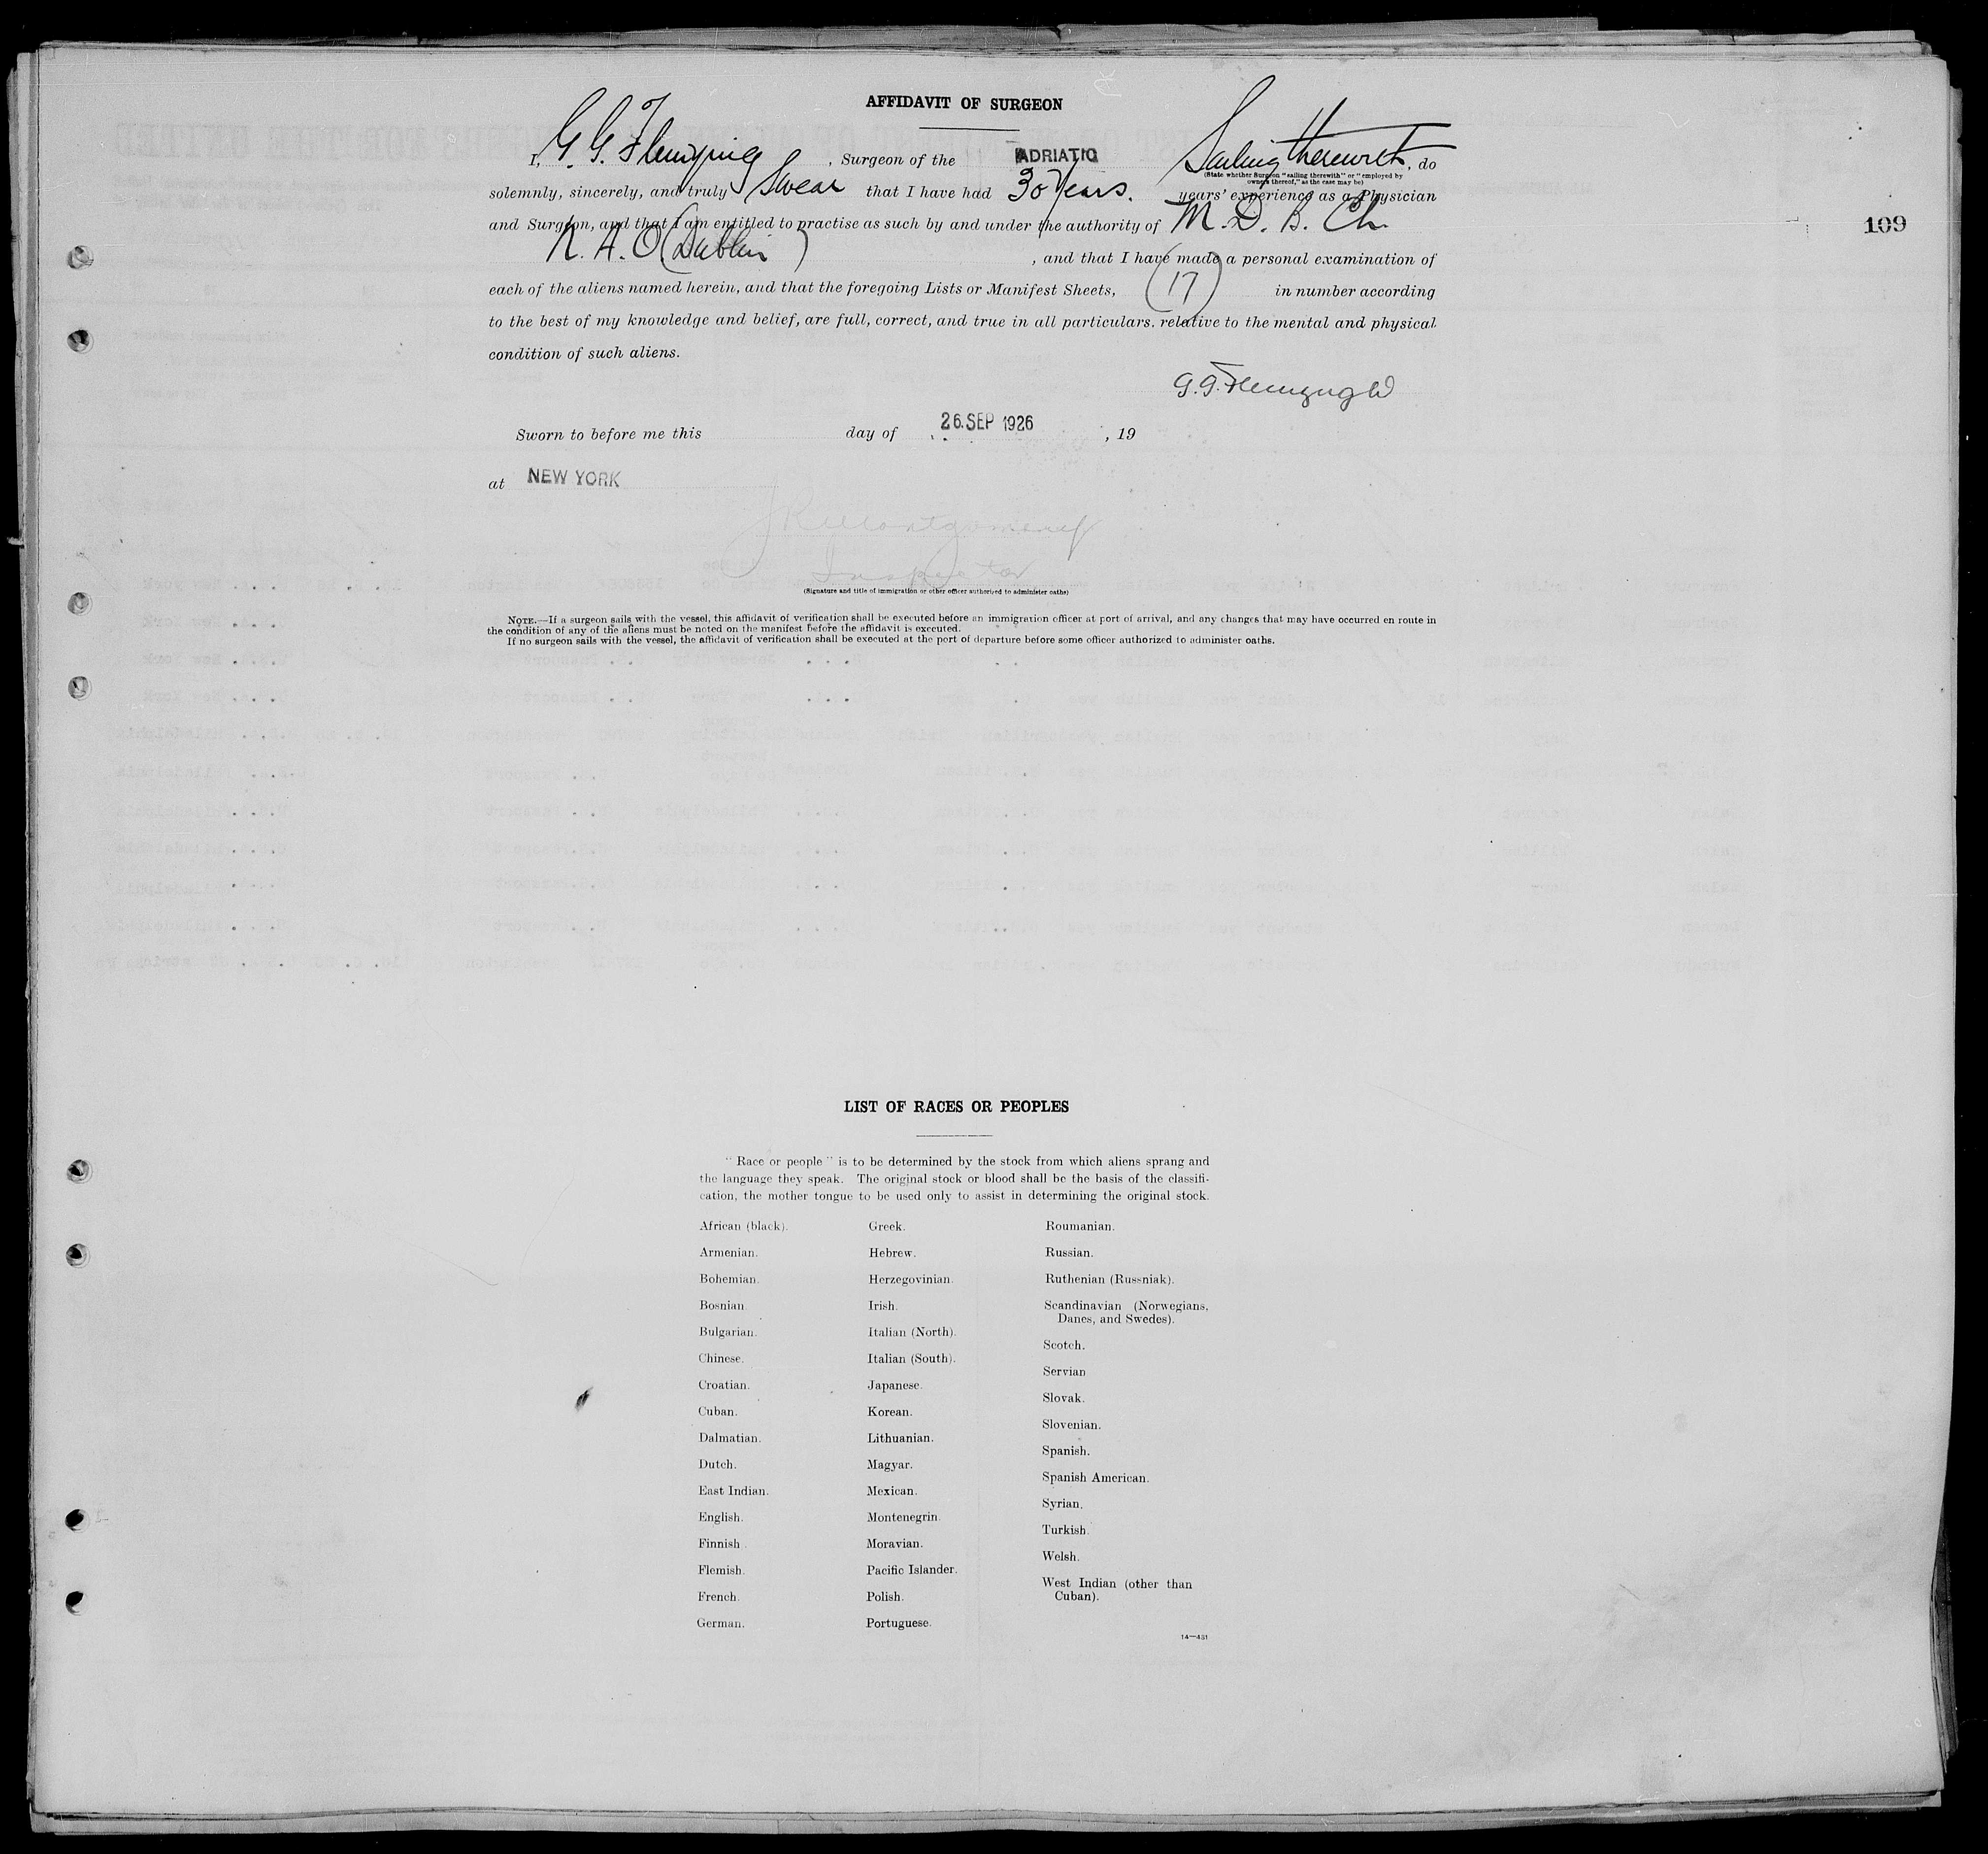 AFFIDAVIT OF SURGEON
I, G. G. Flemyng, Surgeon of the ADRIATIC Sailing therewith, do
(State whether Surgeon "sailing therewith" or "employed by
owners thereof," as the case may be)
solemnly, sincerely, and truly Swear that I have had 30 Years. years' experience as a Physician
and Surgeon, and that I am entitled to practise as such by and under the authority of M.D. B. Ch.
(Dublin), and that I have made a personal examination of
each of the aliens named herein, and that the foregoing Lists or Manifest Sheets, (17) in number according
to the best of my knowledge and belief, are full, correct, and true in all particulars, relative to the mental and physical
condition of such aliens.
109
G. G. Flemyng
Sworn to before me this day of 26.SEP 1926, 19
at NEW YORK
Montgomery
Inspector
(Signature and title of immigration or other officer authorized to administer oaths)
NOTE.—If a surgeon sails with the vessel, this affidavit of verification shall be executed before an immigration officer at port of arrival, and any changes that may have occurred en route in
the condition of any of the aliens must be noted on the manifest before the affidavit is executed.
If no surgeon sails with the vessel, the affidavit of verification shall be executed at the port of departure before some officer authorized to administer oaths.
LIST OF RACES OR PEOPLES
"Race or people" is to be determined by the stock from which aliens sprang and
the language they speak. The original stock or blood shall be the basis of the classifi-
cation, the mother tongue to be used only to assist in determining the original stock.
African (black).
Armenian.
Bohemian.
Bosnian
Bulgarian.
Chinese.
Croatian.
Cuban.
Dalmatian.
Dutch.
East Indian.
English.
Finnish.
Flemish.
French.
German.
Greek.
Hebrew.
Herzegovinian.
Irish.
Italian (North).
Italian (South).
Japanese.
Korean.
Lithuanian.
Magyar.
Mexican.
Montenegrin.
Moravian.
Pacific Islander.
Polish.
Portuguese.
Roumanian.
Russian.
Ruthenian (Russniak).
Scandinavian (Norwegians,
Danes, and Swedes).
Scotch.
Servian
Slovak.
Slovenian.
Spanish.
Spanish American.
Syrian.
Turkish.
Welsh.
West Indian (other than
Cuban).
14—431